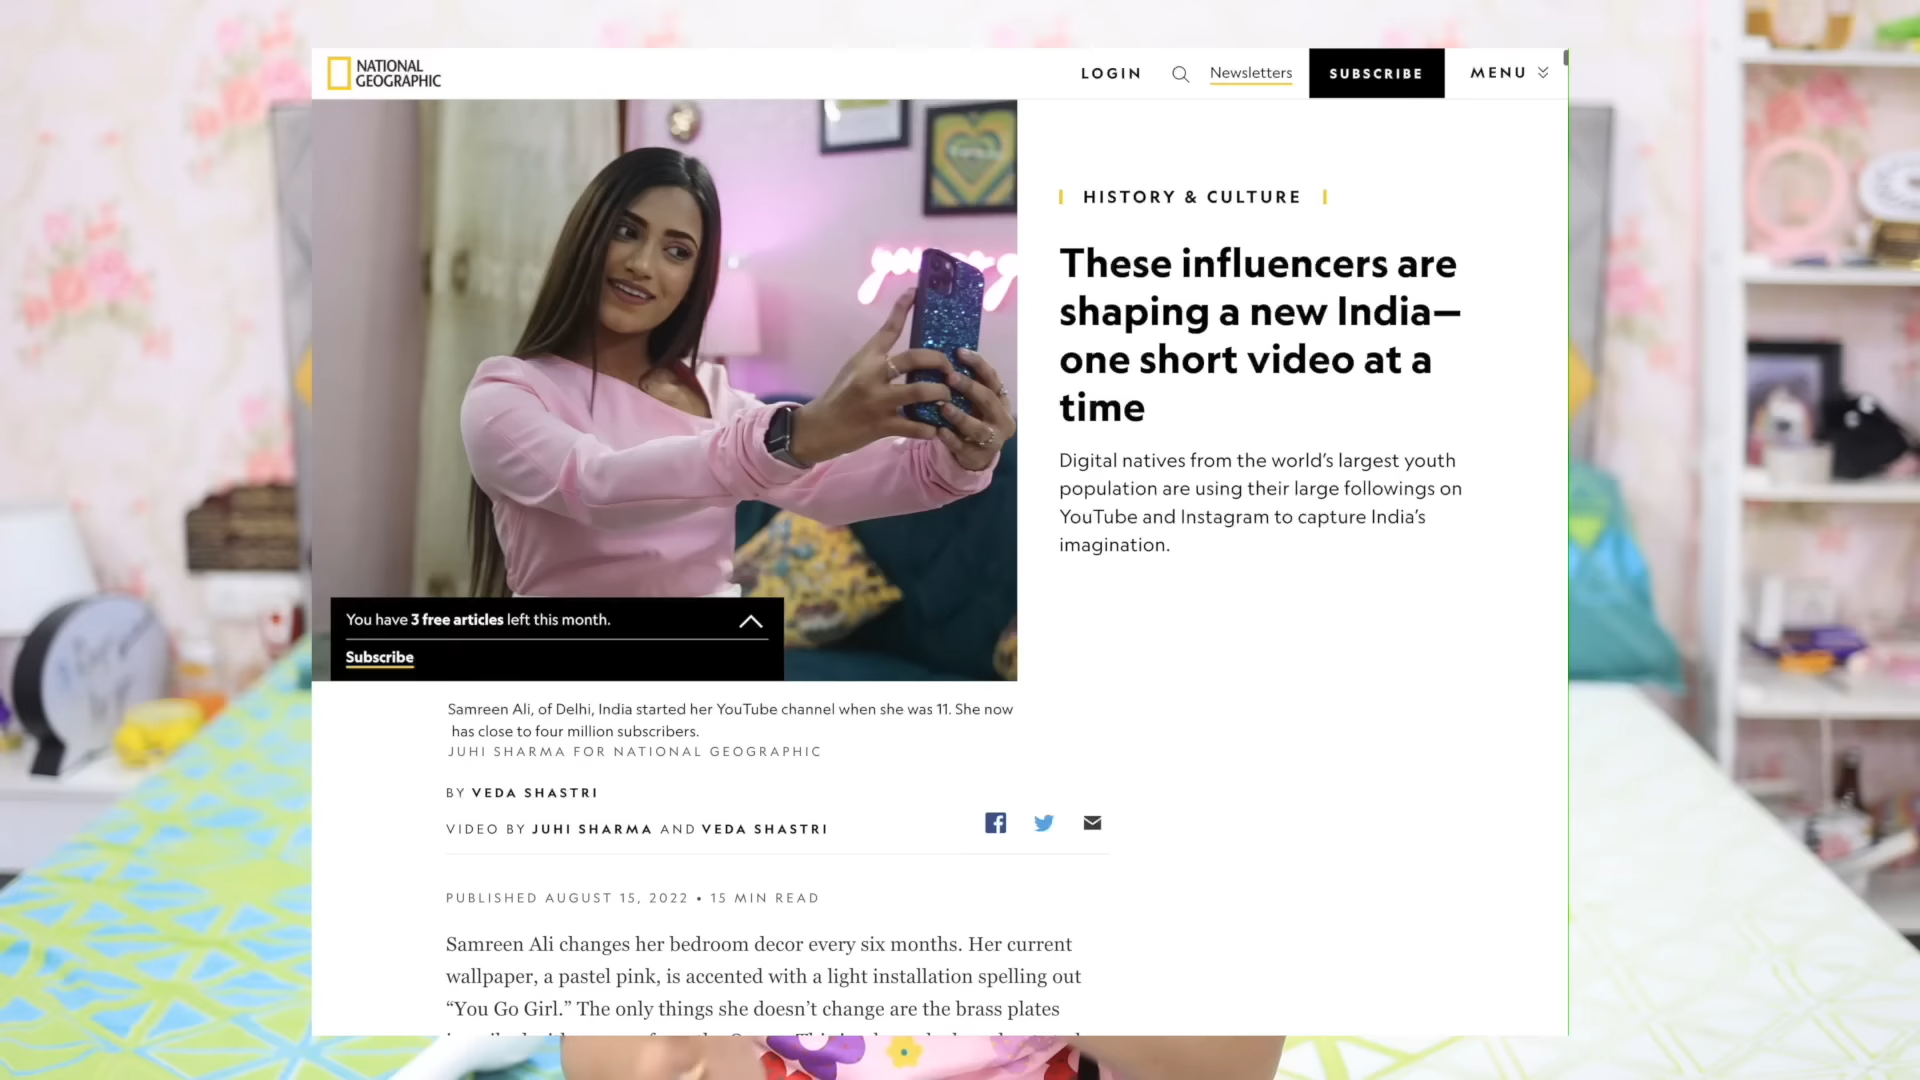 NATIONAL
GEOGRAPHIC
LOGIN
Newsletters
SUBSCRIBE
MENU
HISTORY & CULTURE
These influencers are
shaping a new India—
one short video at a
time
Digital natives from the world’s largest youth
population are using their large followings on
YouTube and Instagram to capture India’s
imagination.
You have 3 free articles left this month.
Subscribe
Samreen Ali, of Delhi, India started her YouTube channel when she was 11. She now
has close to four million subscribers.
JUHI SHARMA FOR NATIONAL GEOGRAPHIC
BY VEDA SHASTRI
VIDEO BY JUHI SHARMA AND VEDA SHASTRI
PUBLISHED AUGUST 15, 2022 • 15 MIN READ
Samreen Ali changes her bedroom decor every six months. Her current
wallpaper, a pastel pink, is accented with a light installation spelling out
“You Go Girl.” The only things she doesn’t change are the brass plates